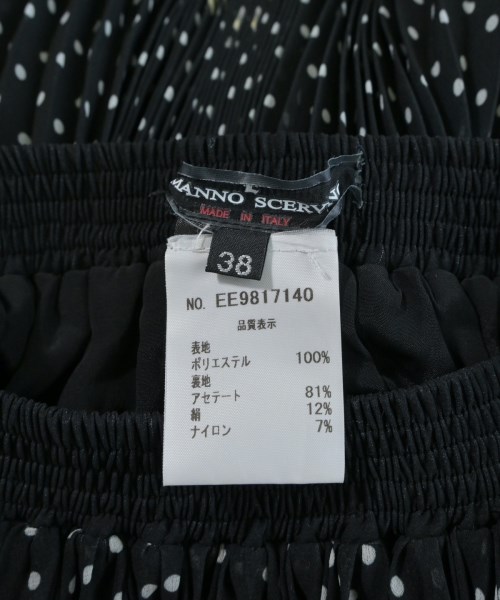 MANNO SCERV
MADE IN ITALY
38
NO. EE9817140
品質表示
表地
ポリエステル 100%
裏地
アセテート 81%
絹 12%
ナイロン 7%